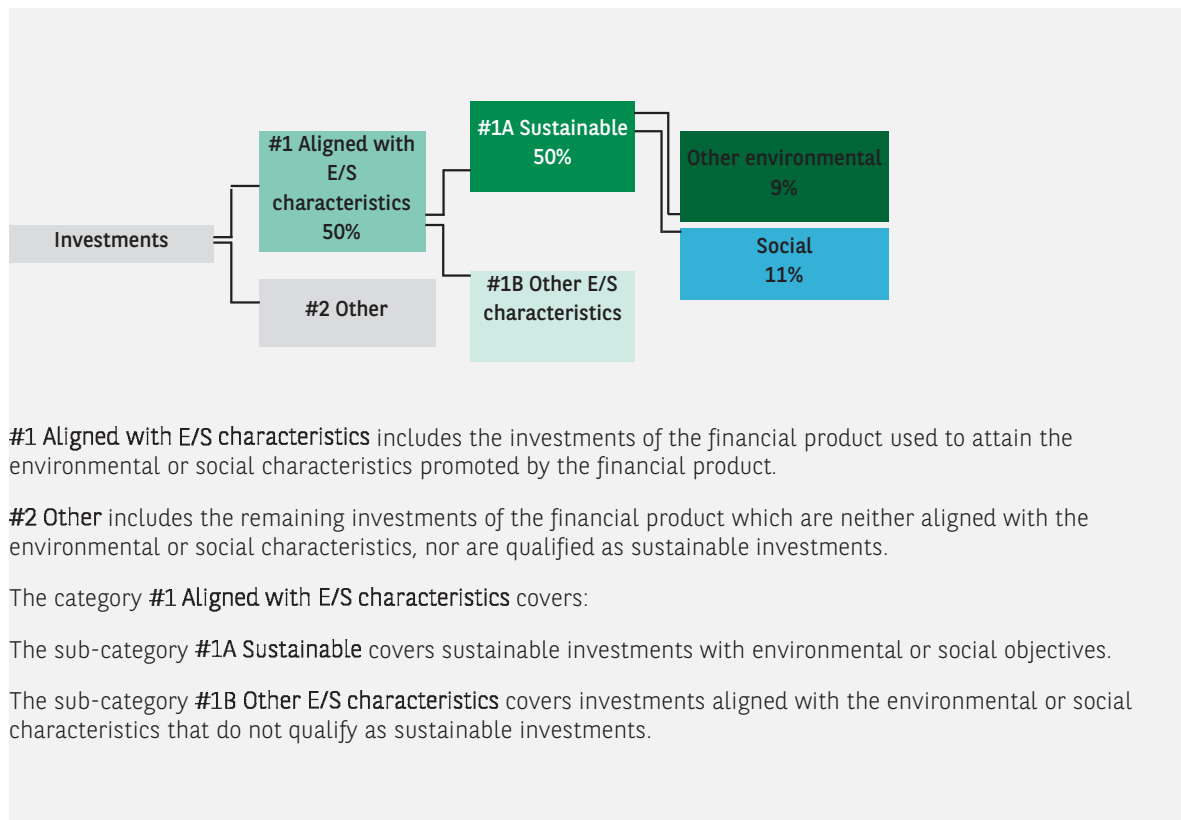 #1A Sustainable
50%
#1 Aligned with
E/S
characteristics
50%
Other environmental
9%
Investments
Social
11%
#2 Other
#1B Other E/S
characteristics
#1 Aligned with E/S characteristics includes the investments of the financial product used to attain the
environmental or social characteristics promoted by the financial product.
#2 Other includes the remaining investments of the financial product which are neither aligned with the
environmental or social characteristics, nor are qualified as sustainable investments.
The category #1 Aligned with E/S characteristics covers:
The sub-category #1A Sustainable covers sustainable investments with environmental or social objectives.
The sub-category #1B Other E/S characteristics covers investments aligned with the environmental or social
characteristics that do not qualify as sustainable investments.